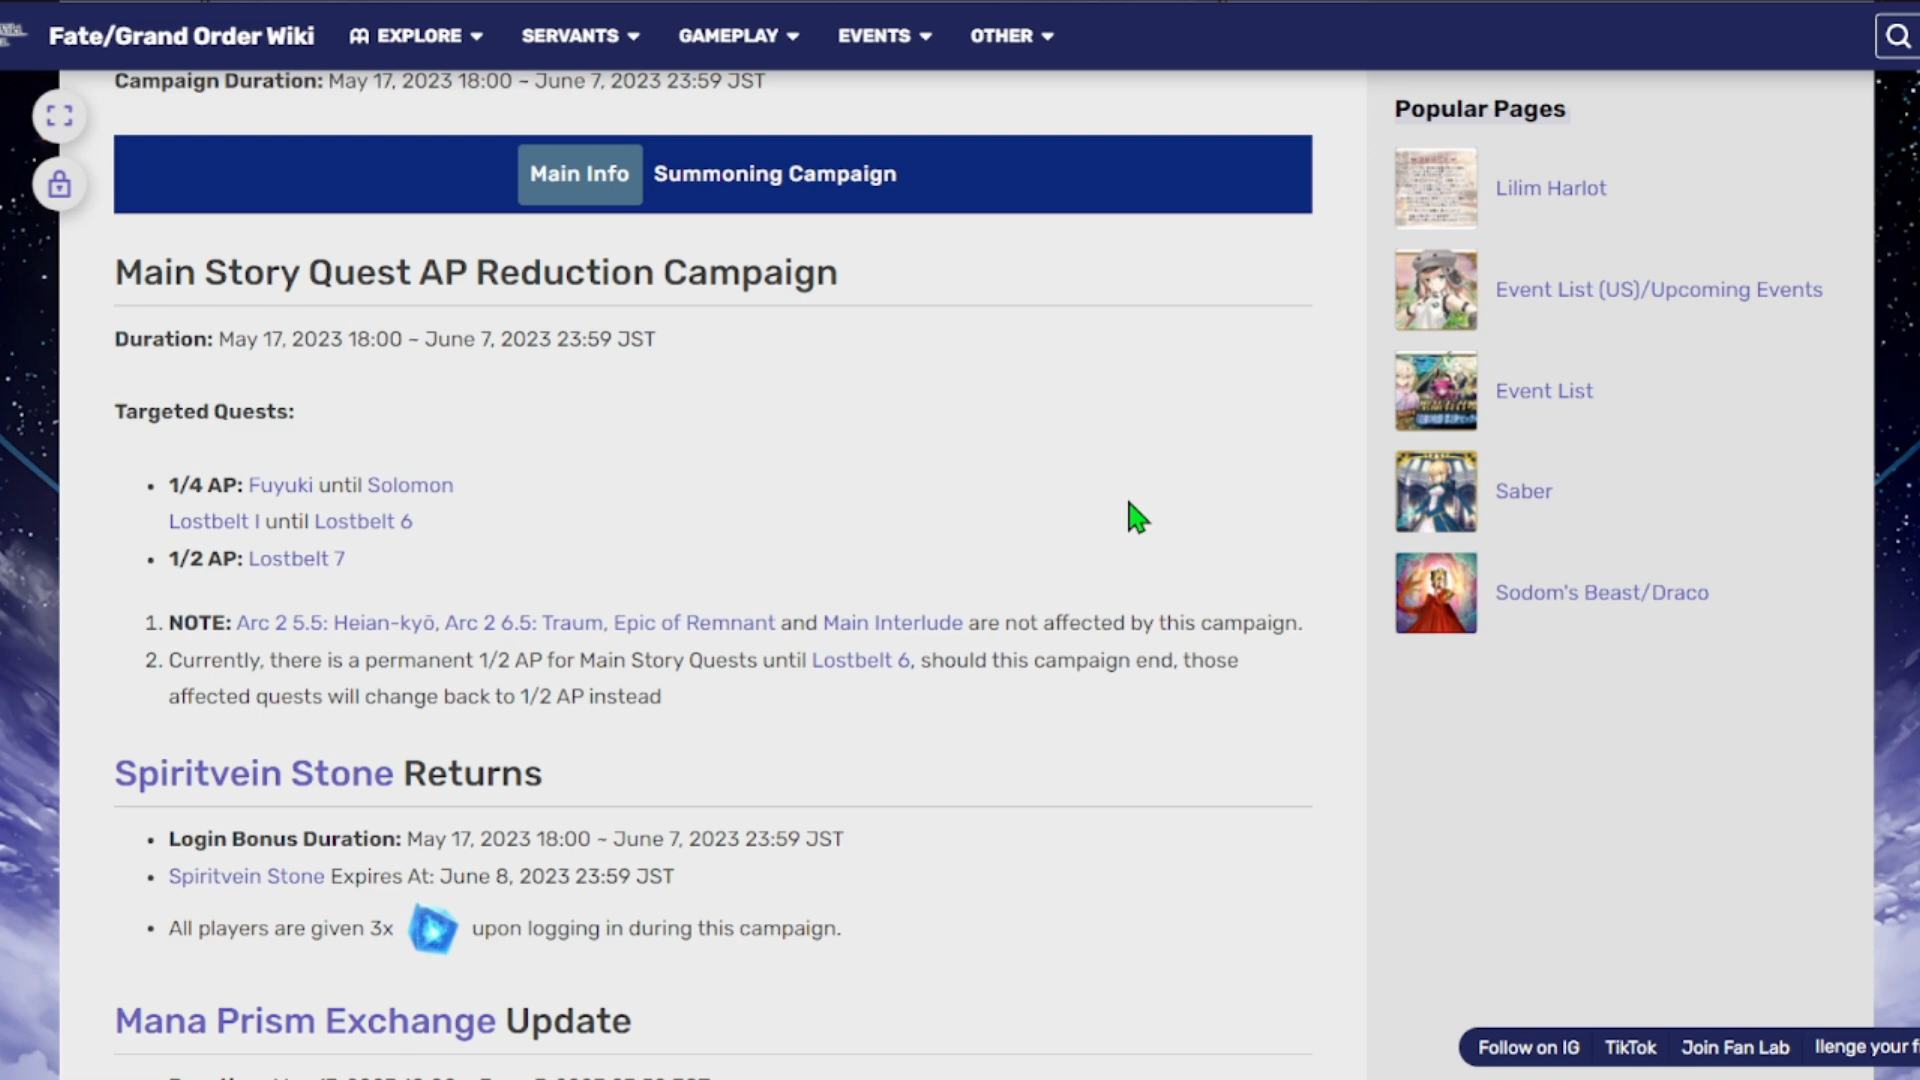 Fate/Grand Order Wiki EXPLORE SERVANTS GAMEPLAY EVENTS OTHER
Campaign Duration: May 17, 2023 18:00 ~ June 7, 2023 23:59 JST
Main Info Summoning Campaign
Main Story Quest AP Reduction Campaign
Duration: May 17, 2023 18:00 ~ June 7, 2023 23:59 JST
Targeted Quests:
• 1/4 AP: Fuyuki until Solomon
Lostbelt I until Lostbelt 6
• 1/2 AP: Lostbelt 7
1. NOTE: Arc 2 5.5: Heian-kyō, Arc 2 6.5: Traum, Epic of Remnant and Main Interlude are not affected by this campaign.
2. Currently, there is a permanent 1/2 AP for Main Story Quests until Lostbelt 6, should this campaign end, those
affected quests will change back to 1/2 AP instead
Spiritvein Stone Returns
• Login Bonus Duration: May 17, 2023 18:00 ~ June 7, 2023 23:59 JST
• Spiritvein Stone Expires At: June 8, 2023 23:59 JST
• All players are given 3x upon logging in during this campaign.
Mana Prism Exchange Update
Popular Pages
Lilim Harlot
Event List (US)/Upcoming Events
Event List
Saber
Sodom's Beast/Draco
Follow on IG TikTok Join Fan Lab llenge your f